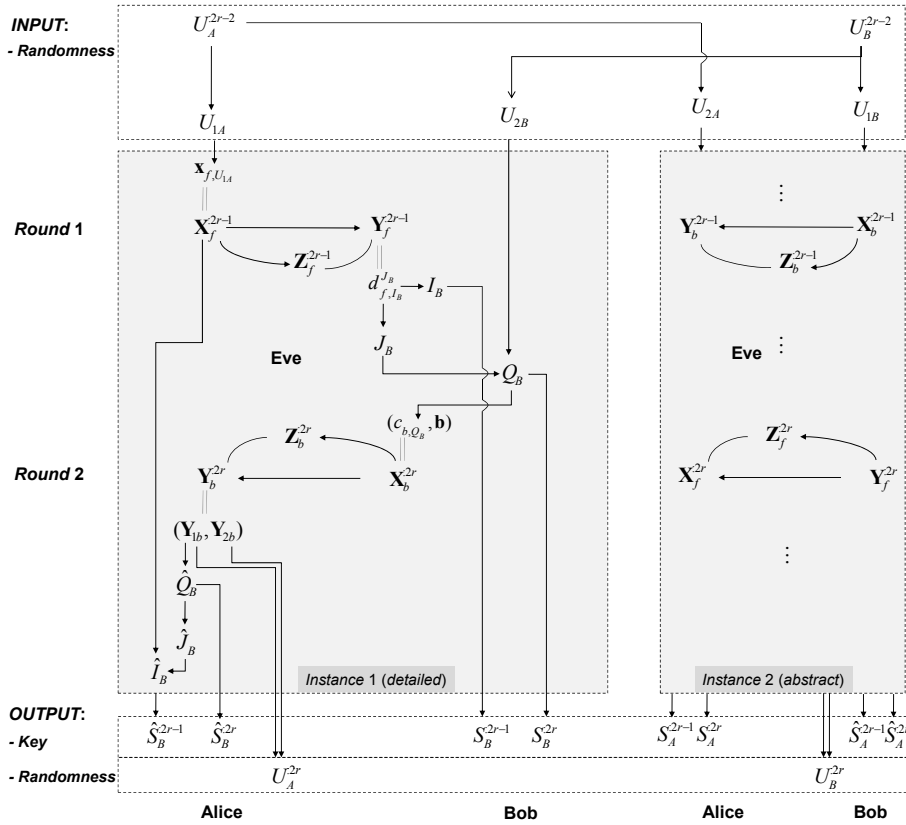 INPUT:
- Randomness
U_A^{:2r-2} U_B^{:2r-2}
U_{1A} U_{2B} U_{2A} U_{1B}
x_{f,U_{1A}}
⋮
Round 1
X_f^{:2r-1} Y_f^{:2r-1} Y_b^{:2r-1} X_b^{:2r-1}
Z_f^{:2r-1} Z_b^{:2r-1}
d_{f,I_B}^{J_B} I_B
J_B
Eve Q_B Eve ⋮
(c_{b,Q_B}, b)
Z_b^{:2r} Z_f^{:2r}
Round 2
Y_b^{:2r} X_b^{:2r} X_f^{:2r} Y_f^{:2r}
(Y_{1b}, Y_{2b})
⋮
Q̂_B
Ĵ_B
Î_B
Instance 1 (detailed) Instance 2 (abstract)
OUTPUT:
- Key
Ŝ_B^{:2r-1} Ŝ_B^{:2r} S_B^{:2r-1} S_B^{:2r} S_A^{:2r-1} S_A^{:2r} Ŝ_A^{:2r-1} Ŝ_A^{:2r}
- Randomness
U_A^{:2r} U_B^{:2r}
Alice Bob Alice Bob